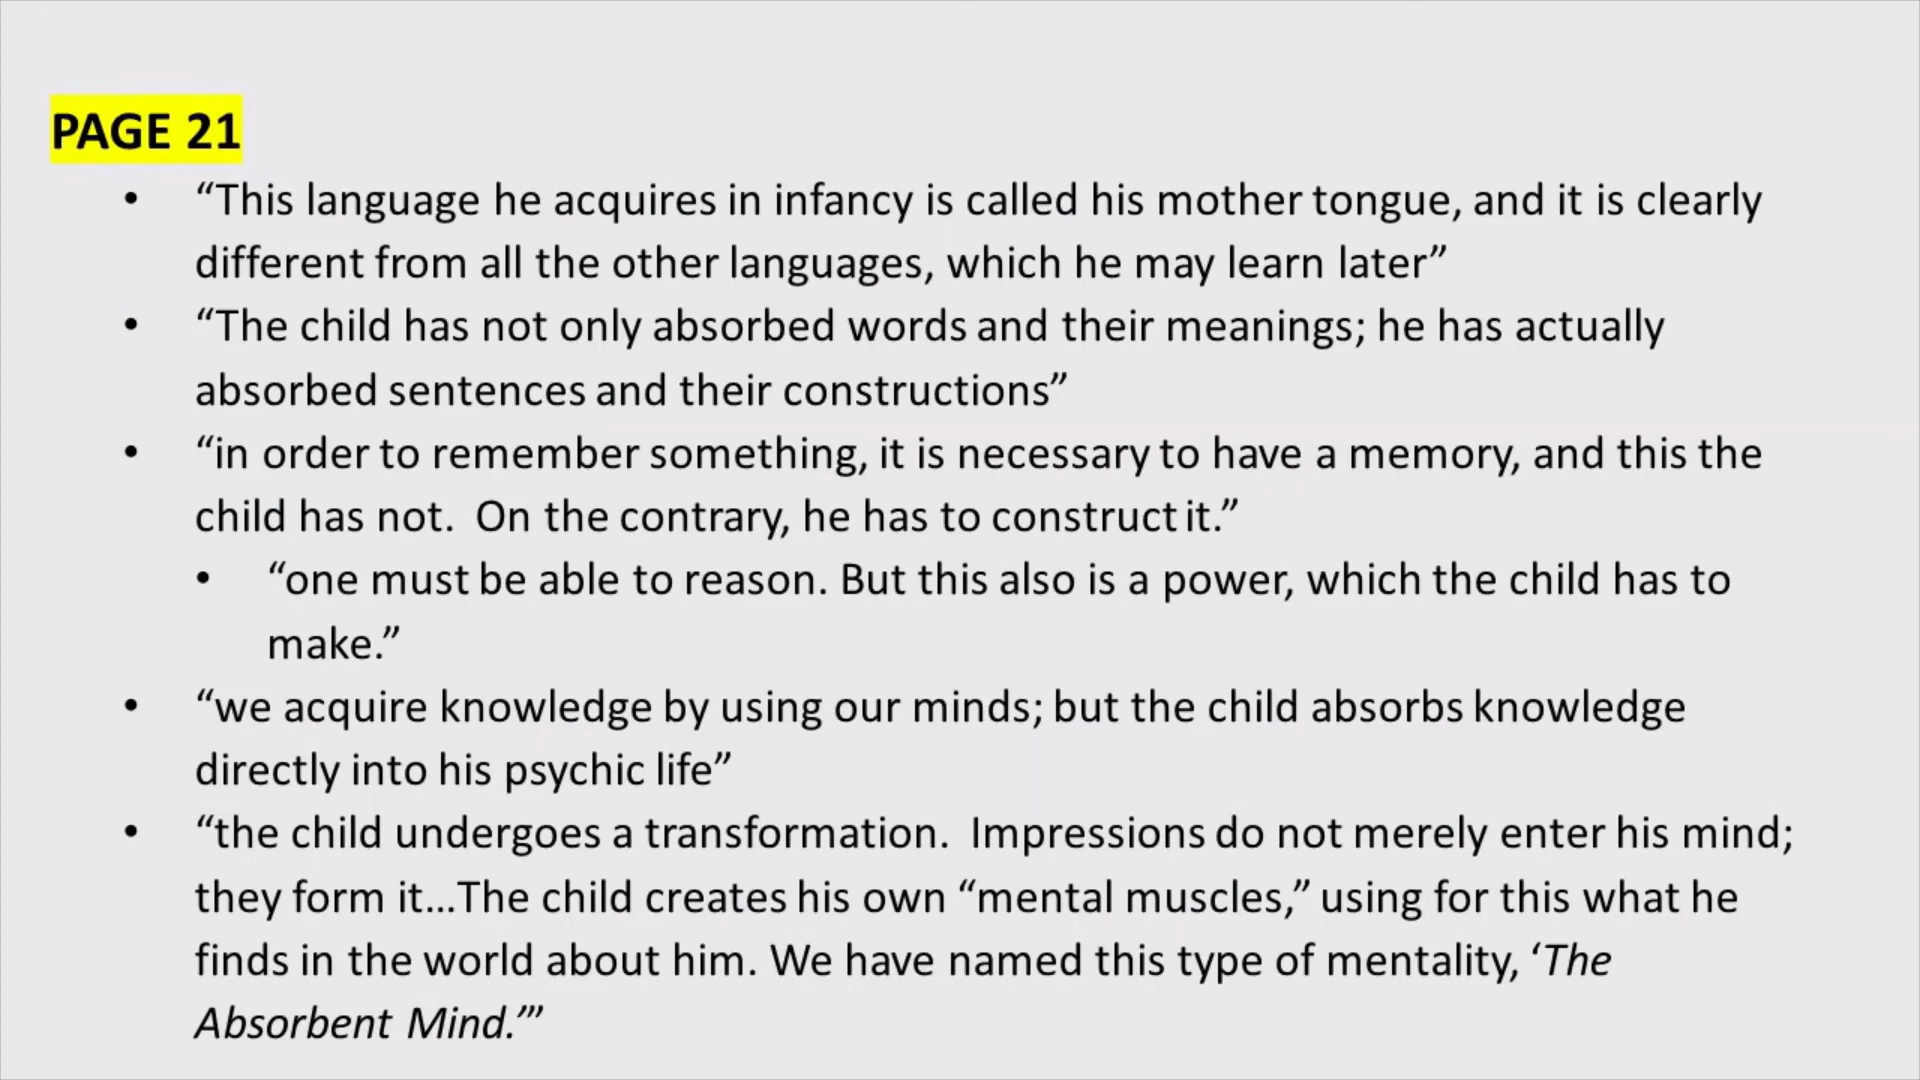 PAGE 21
• “This language he acquires in infancy is called his mother tongue, and it is clearly
different from all the other languages, which he may learn later”
• “The child has not only absorbed words and their meanings; he has actually
absorbed sentences and their constructions”
• “in order to remember something, it is necessary to have a memory, and this the
child has not.  On the contrary, he has to construct it.”
• “one must be able to reason. But this also is a power, which the child has to
make.”
• “we acquire knowledge by using our minds; but the child absorbs knowledge
directly into his psychic life”
• “the child undergoes a transformation.  Impressions do not merely enter his mind;
they form it…The child creates his own “mental muscles,” using for this what he
finds in the world about him. We have named this type of mentality, ‘The
Absorbent Mind.’”